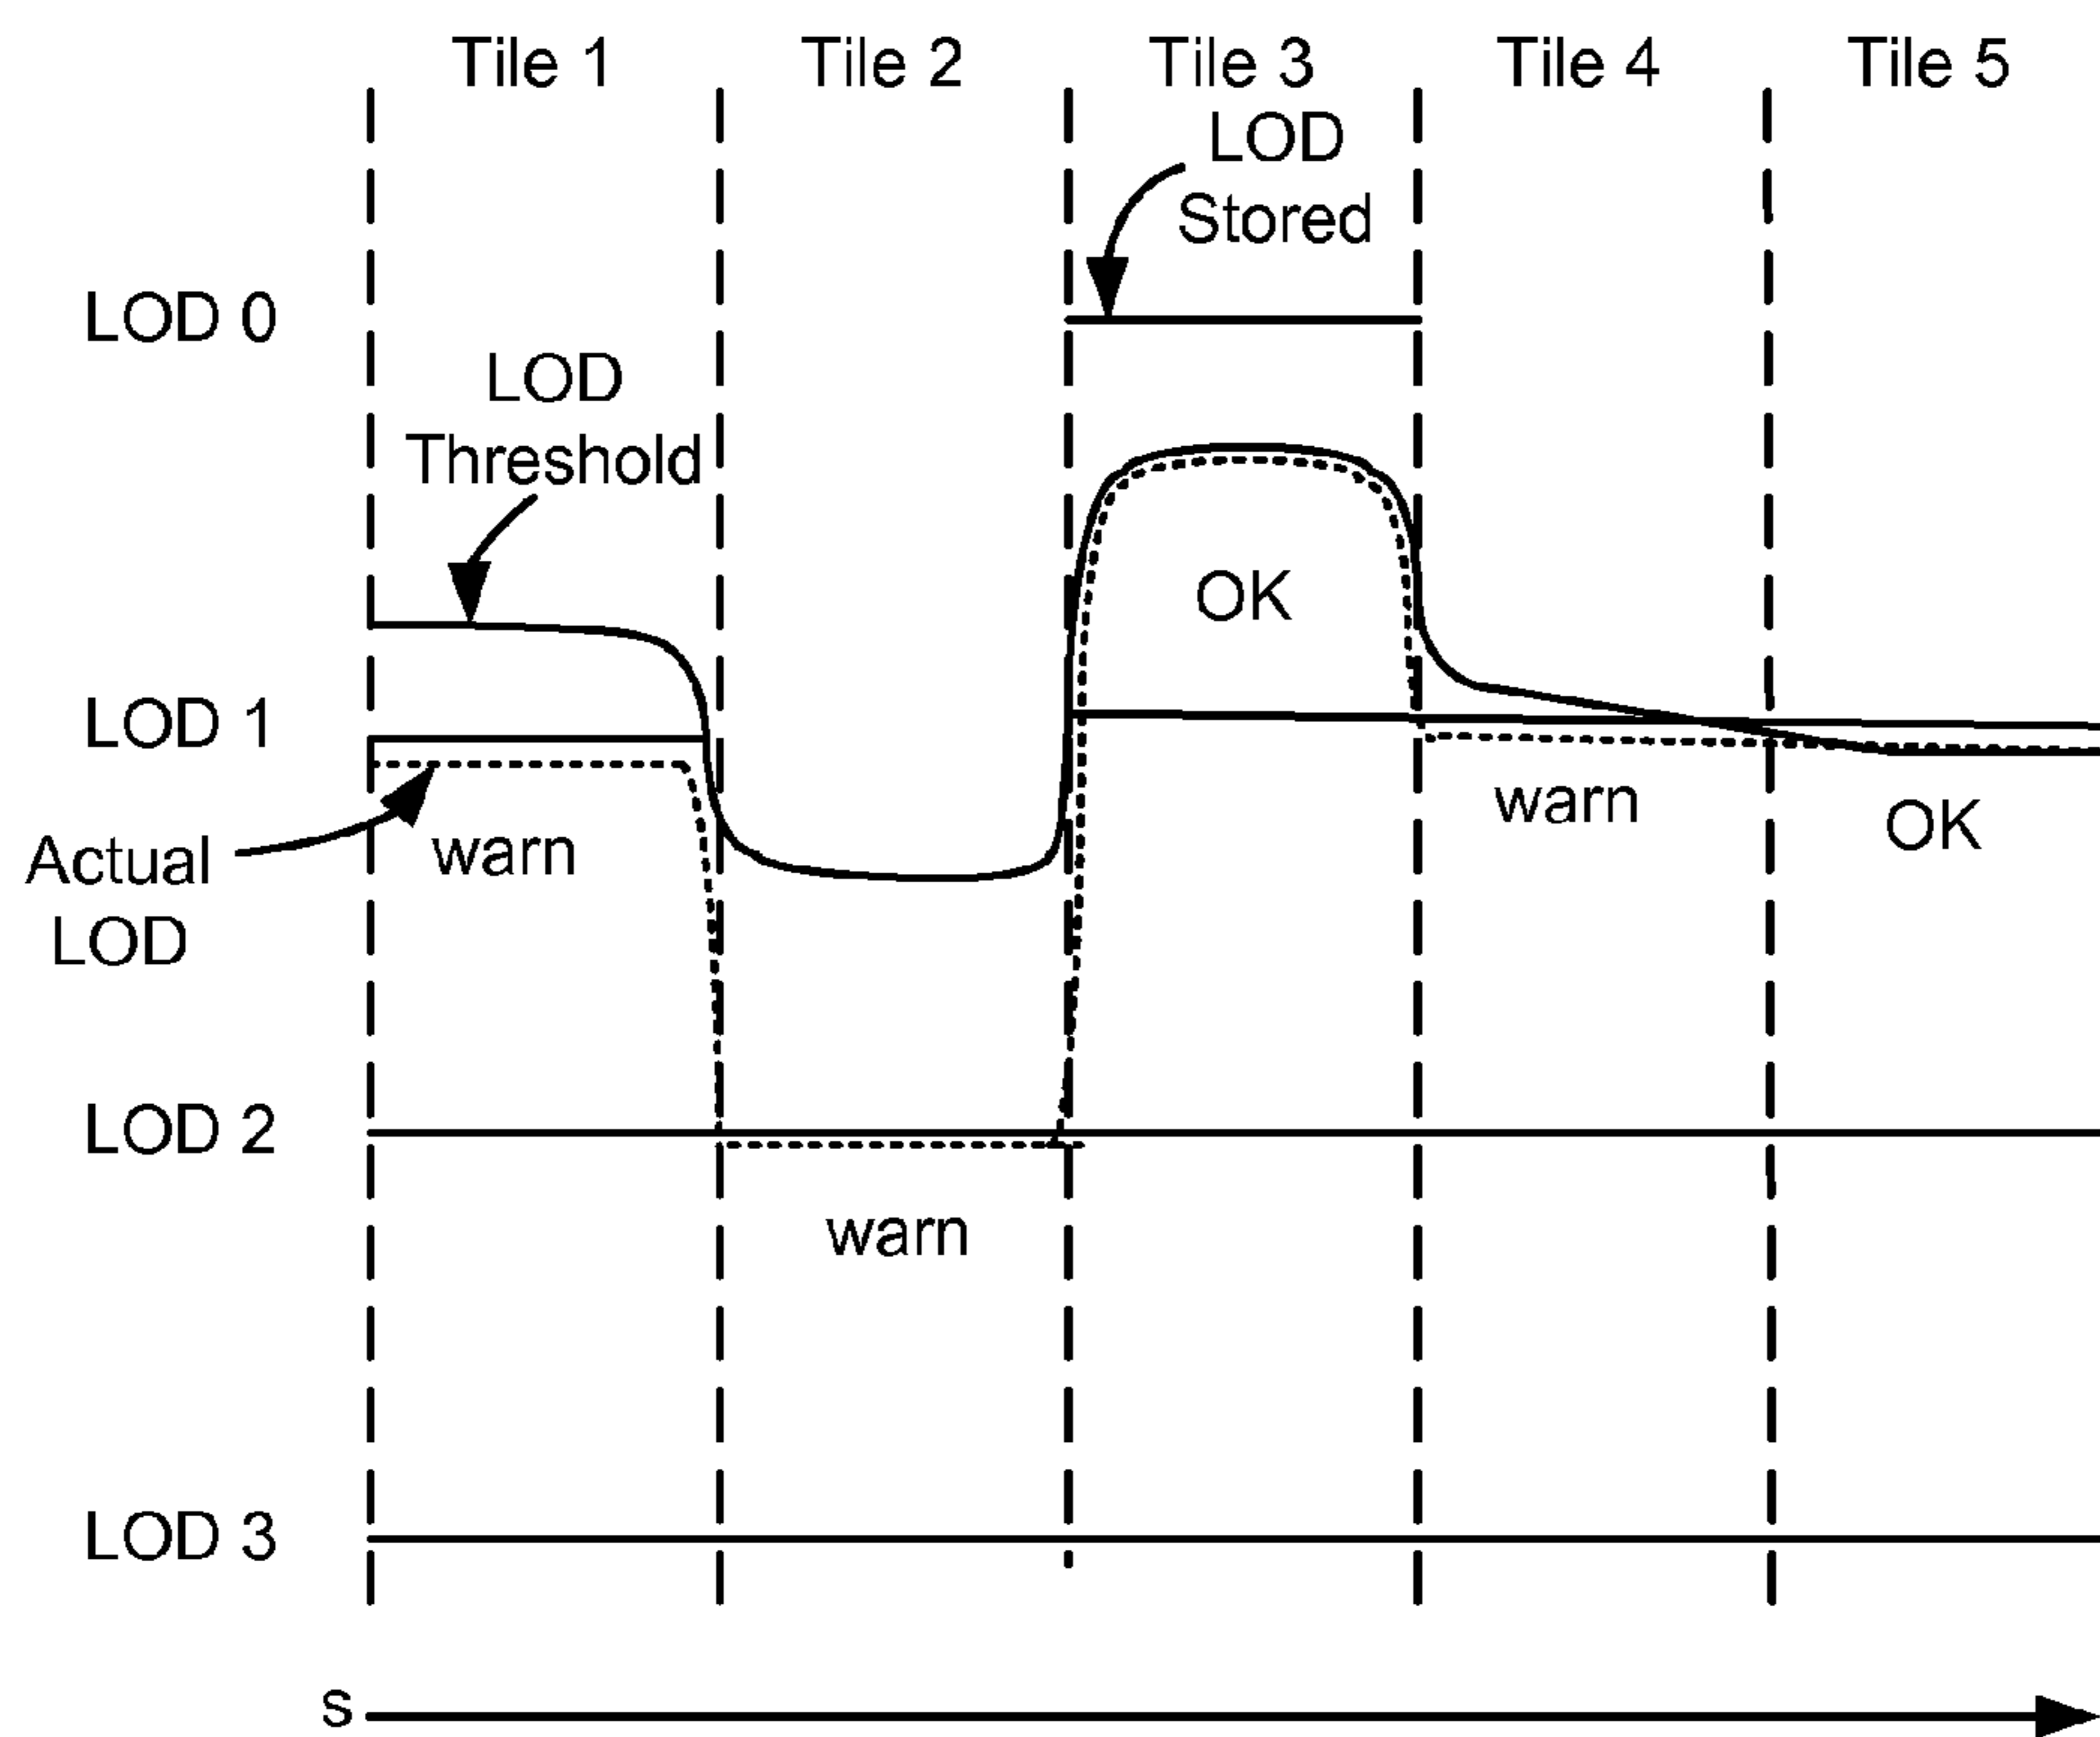 Tile 1 Tile 2 Tile 3 Tile 4 Tile 5
LOD
Stored
LOD 0
LOD
Threshold
OK
LOD 1
warn
OK
Actual
LOD
warn
LOD 2
warn
LOD 3
s